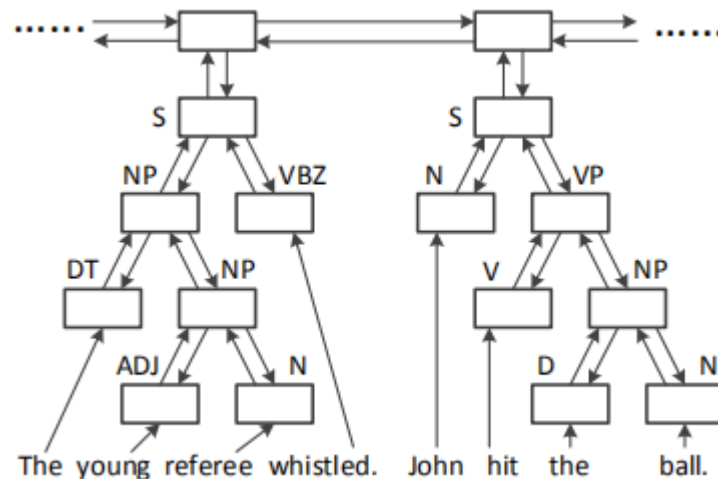 ...... ......
S S
NP VBZ N VP
DT NP V NP
ADJ N D N
The young referee whistled. John hit the ball.